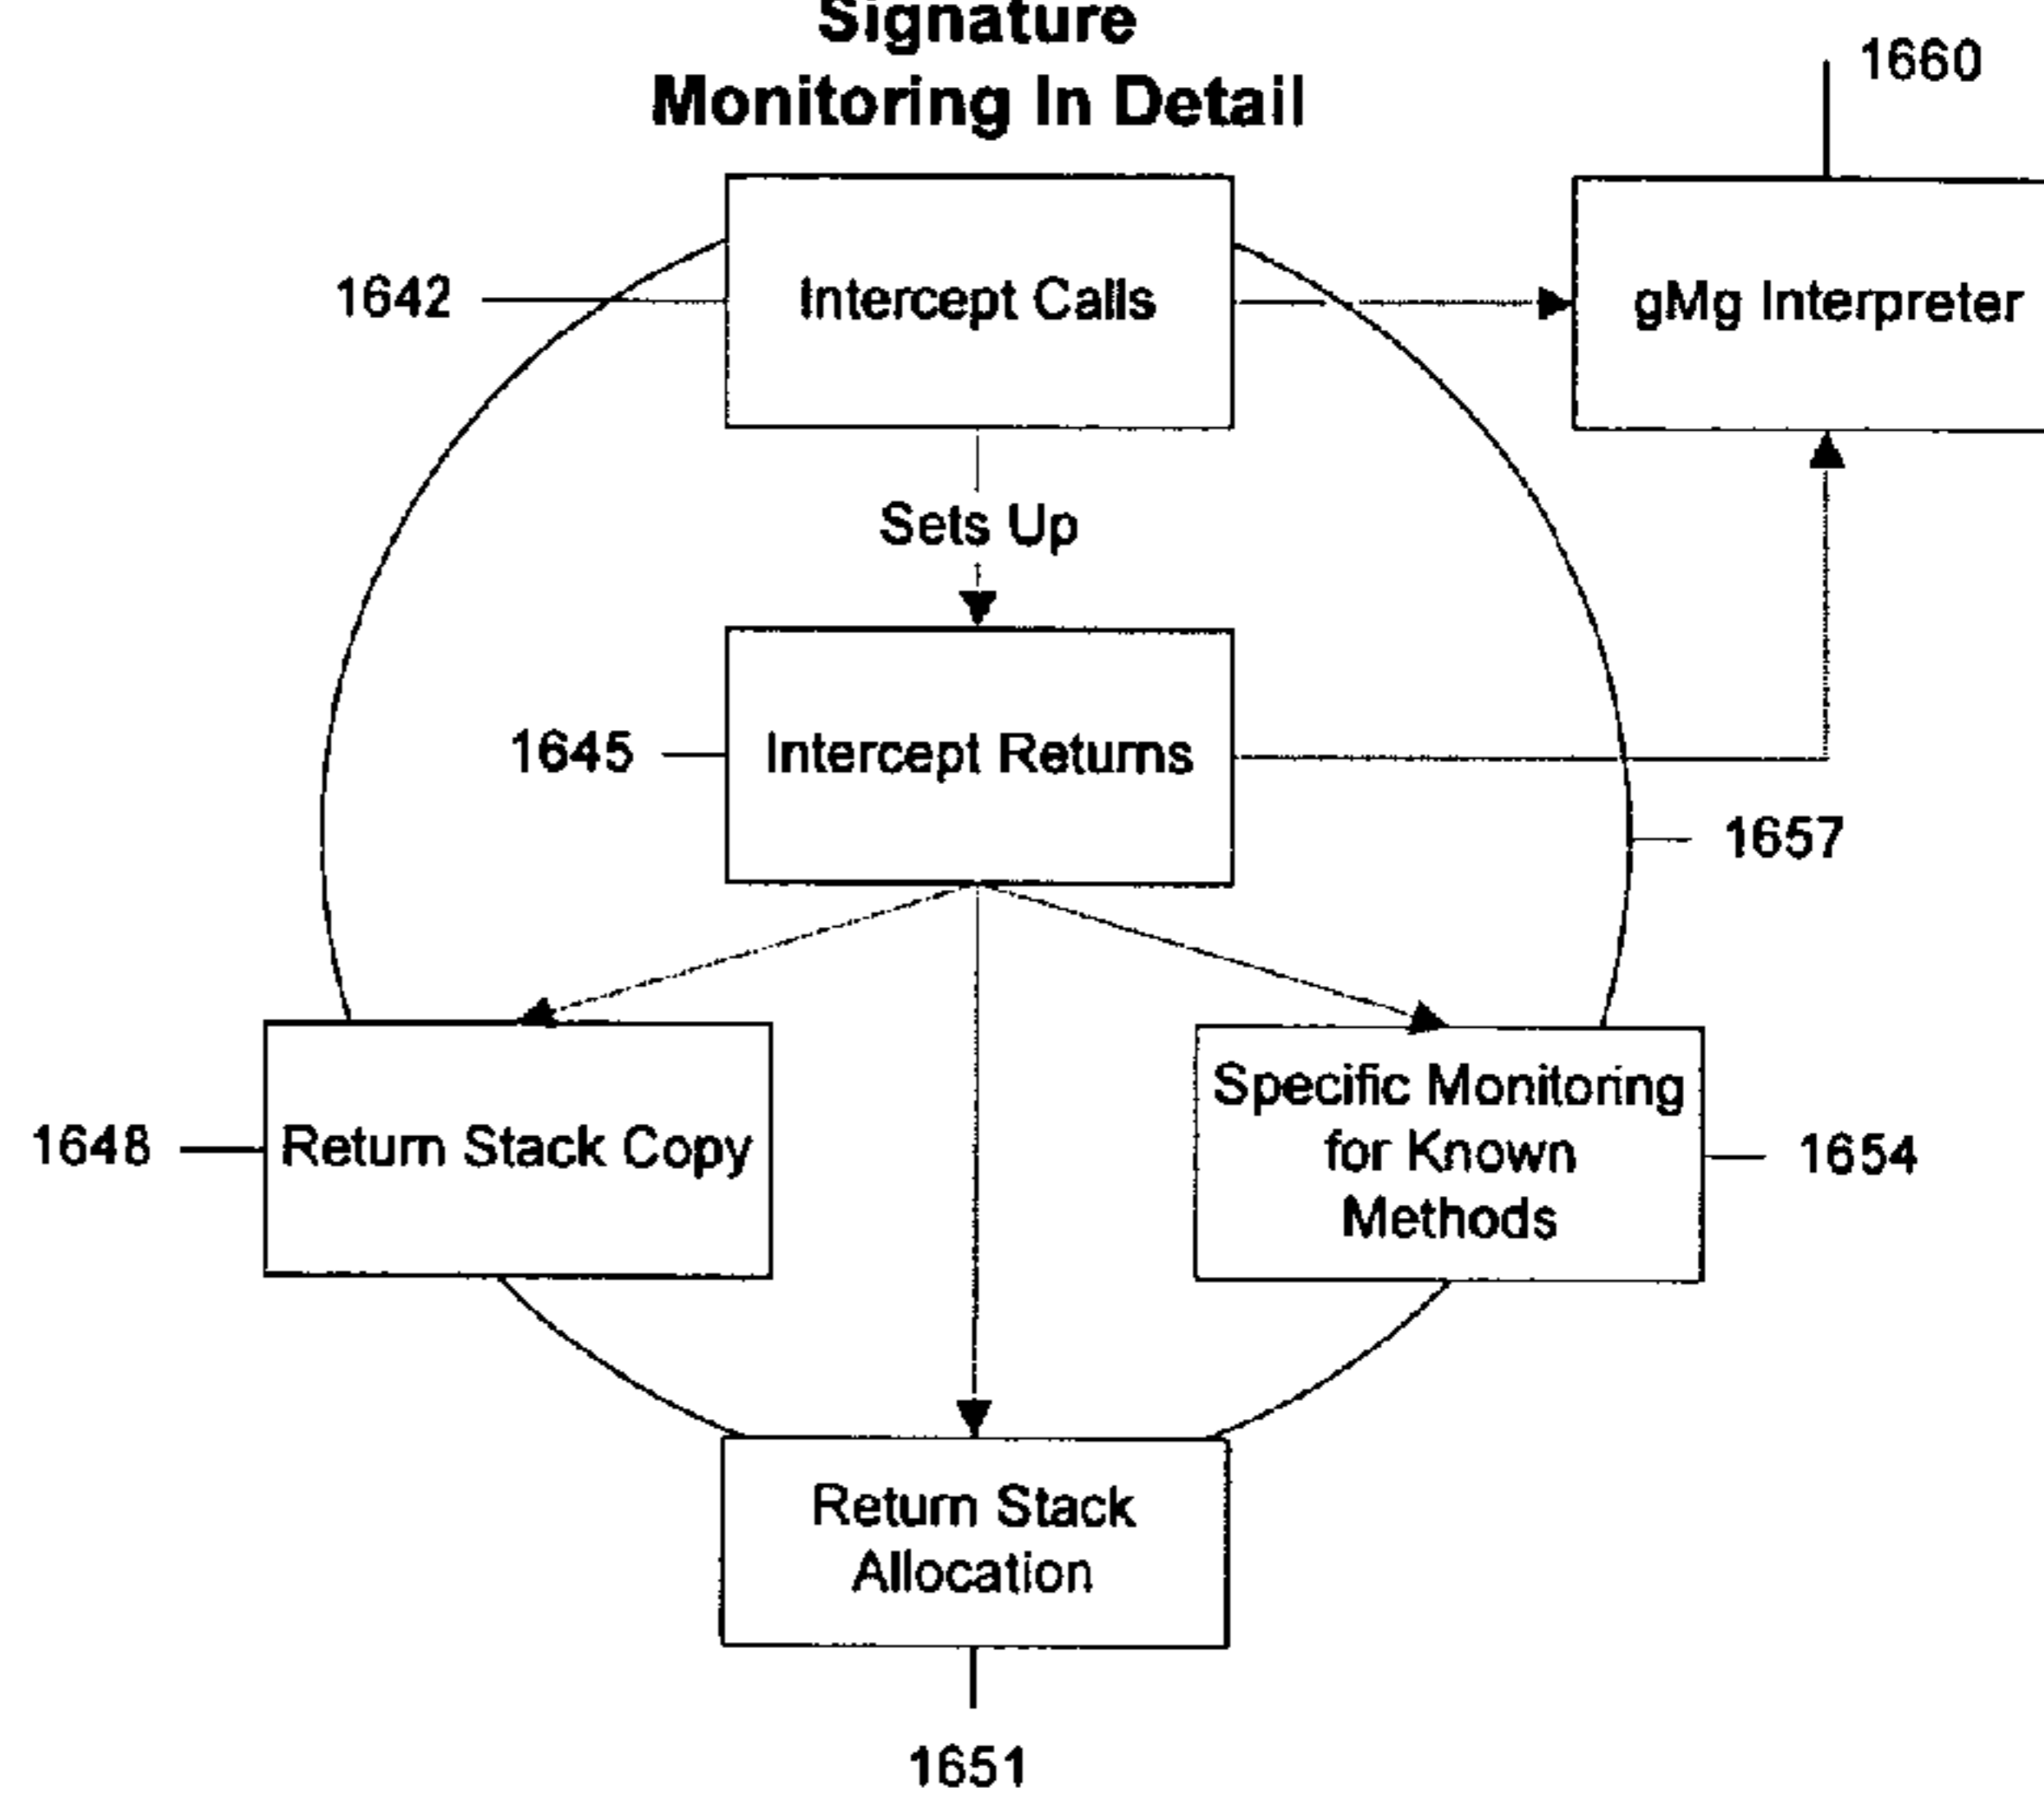 Signature
Monitoring In Detail
1660
1642
Intercept Calls
gMg Interpreter
Sets Up
1645
Intercept Returns
1657
1648
Return Stack Copy
Specific Monitoring
for Known
Methods
1654
Return Stack
Allocation
1651